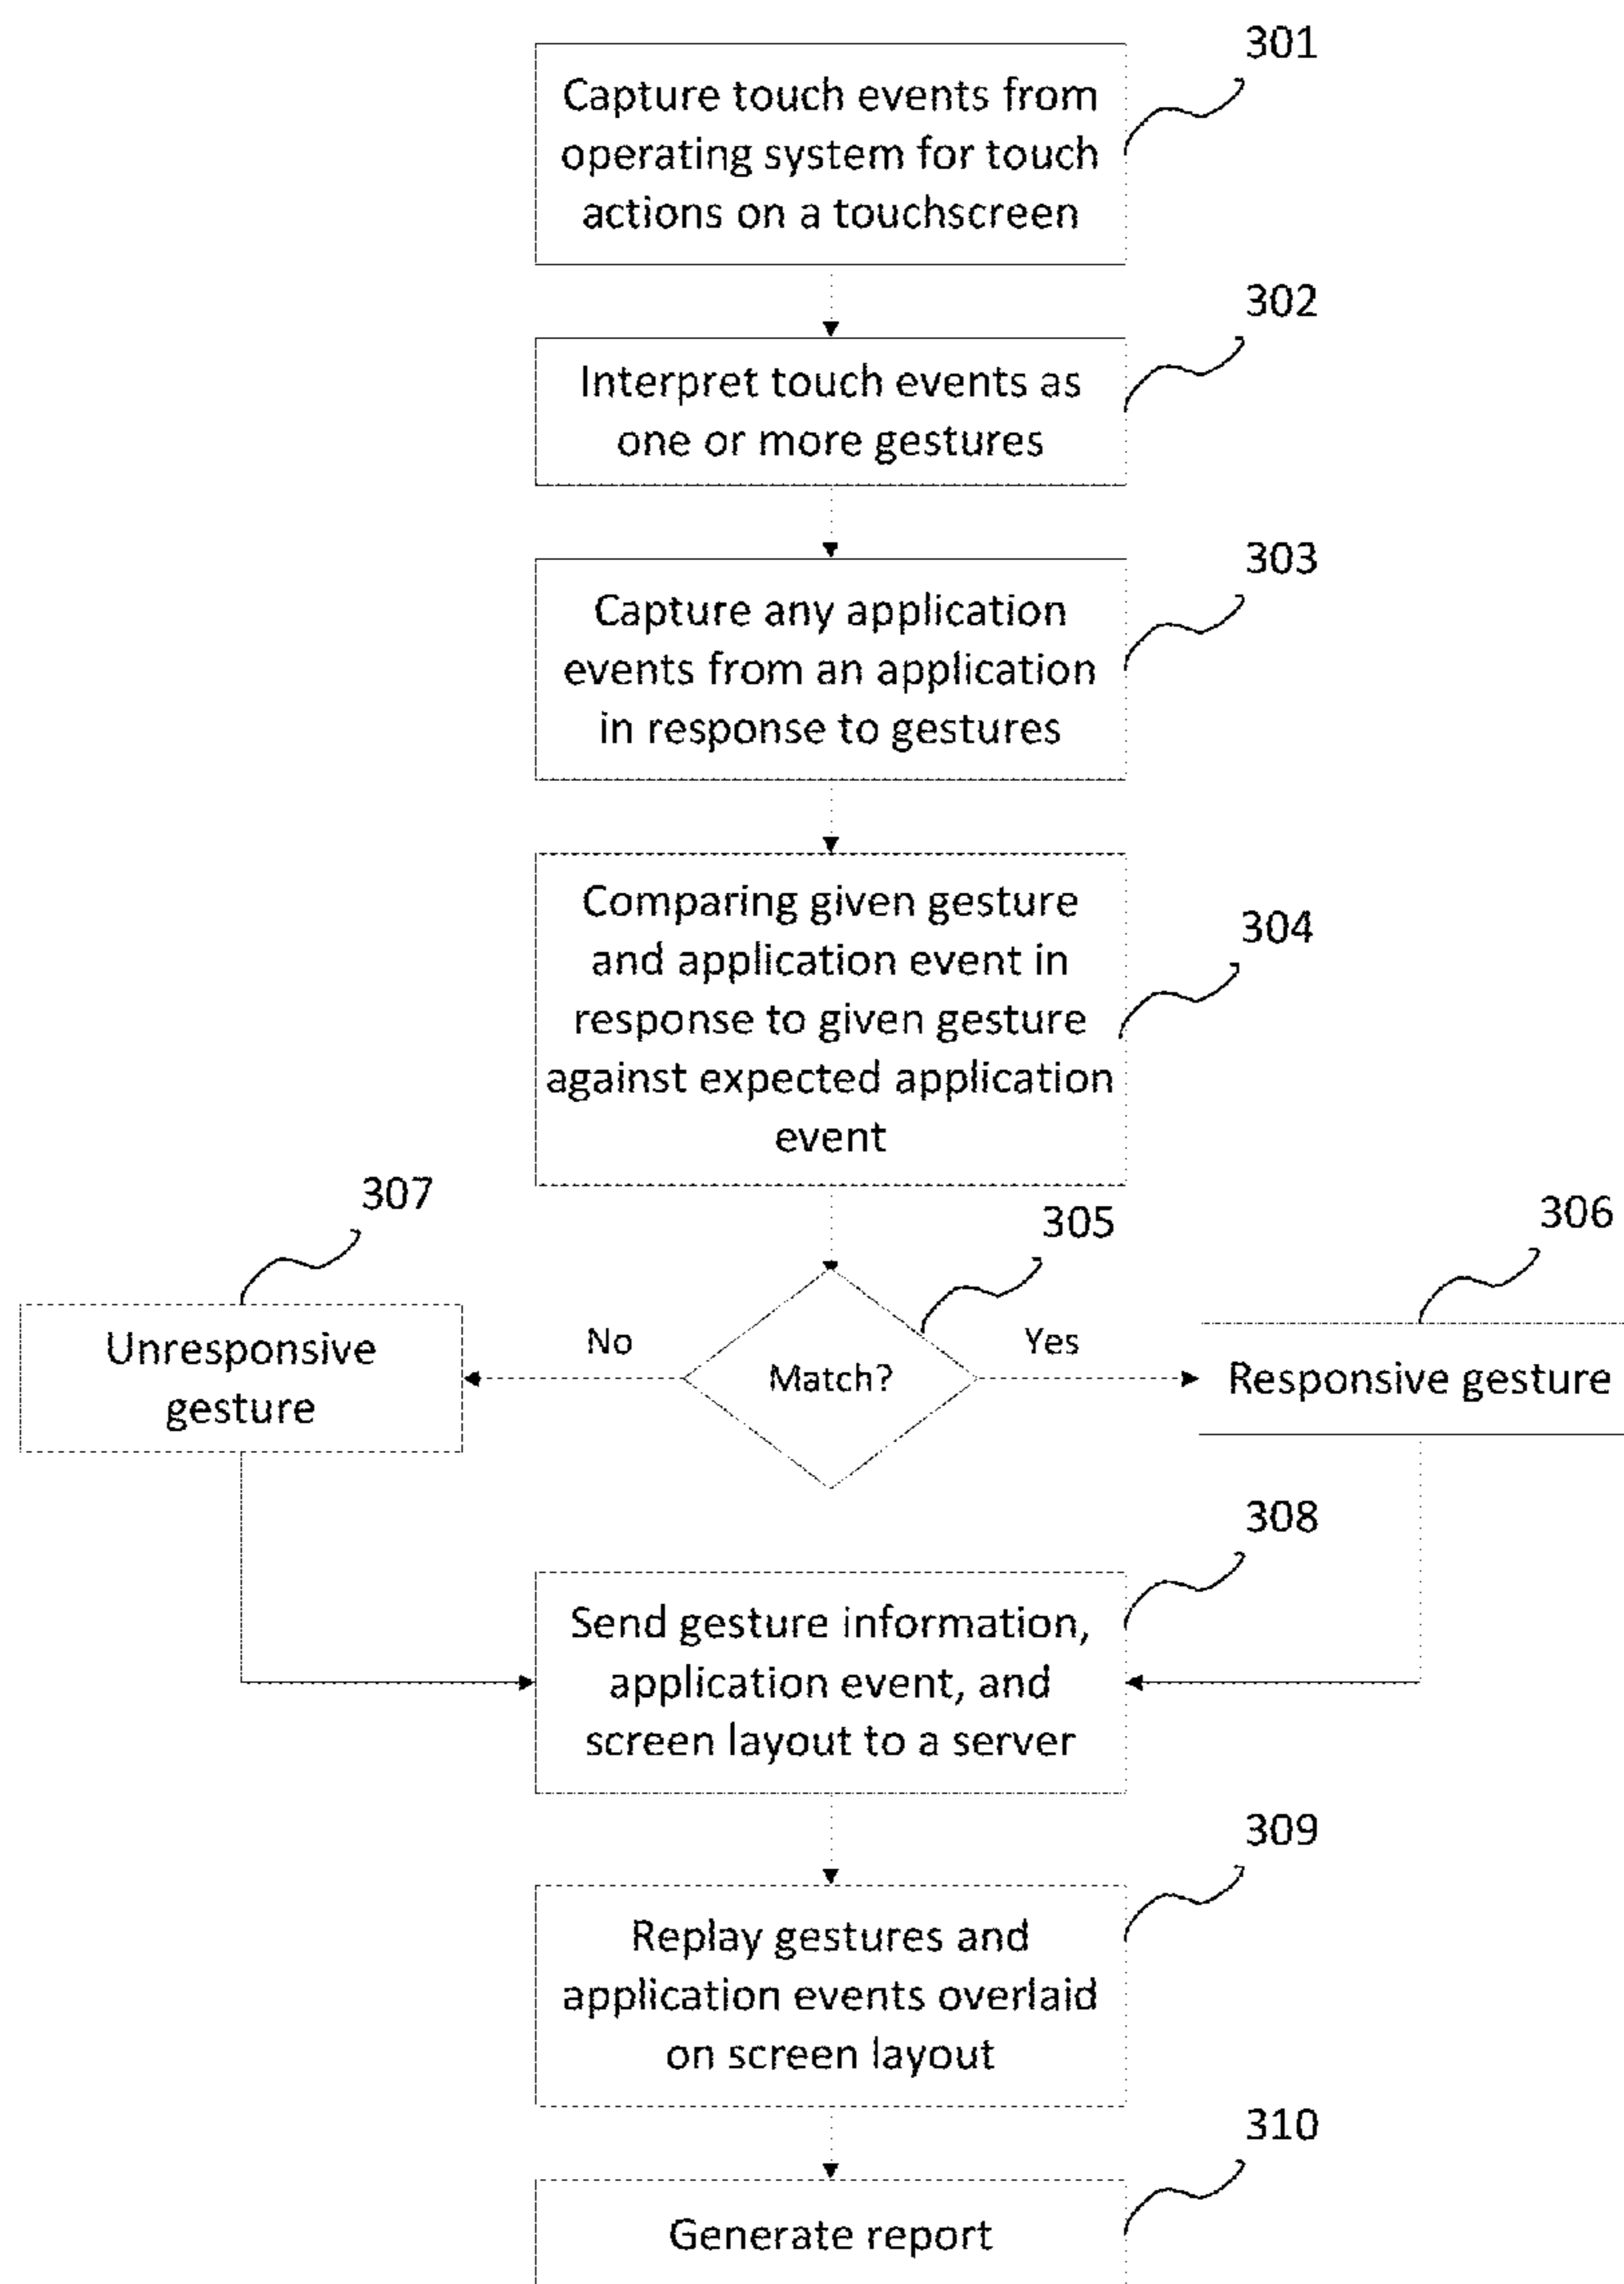 301
Capture touch events from
operating system for touch
actions on a touchscreen
302
Interpret touch events as
one or more gestures
303
Capture any application
events from an application
in response to gestures
304
Comparing given gesture
and application event in
response to given gesture
against expected application
event
307
305
306
Unresponsive
gesture
No
Match?
Yes
Responsive gesture
308
Send gesture information,
application event, and
screen layout to a server
309
Replay gestures and
application events overlaid
on screen layout
310
Generate report